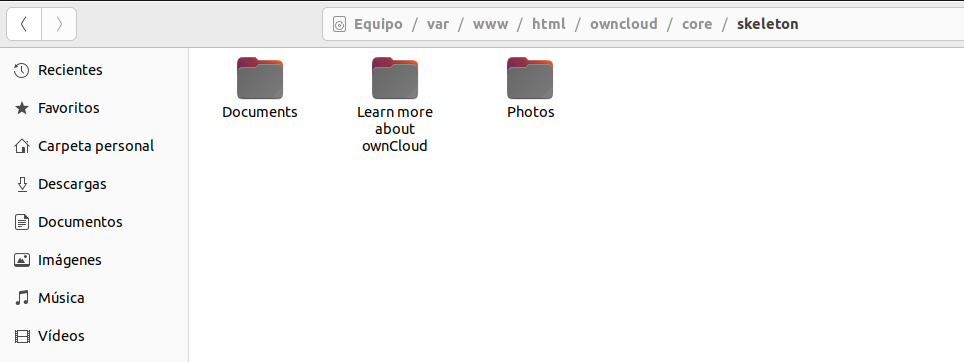 Equipo / var / www / html / owncloud / core / skeleton
Recientes
Favoritos
Carpeta personal
Descargas
Documentos
Imágenes
Música
Vídeos
Documents
Learn more
about
ownCloud
Photos